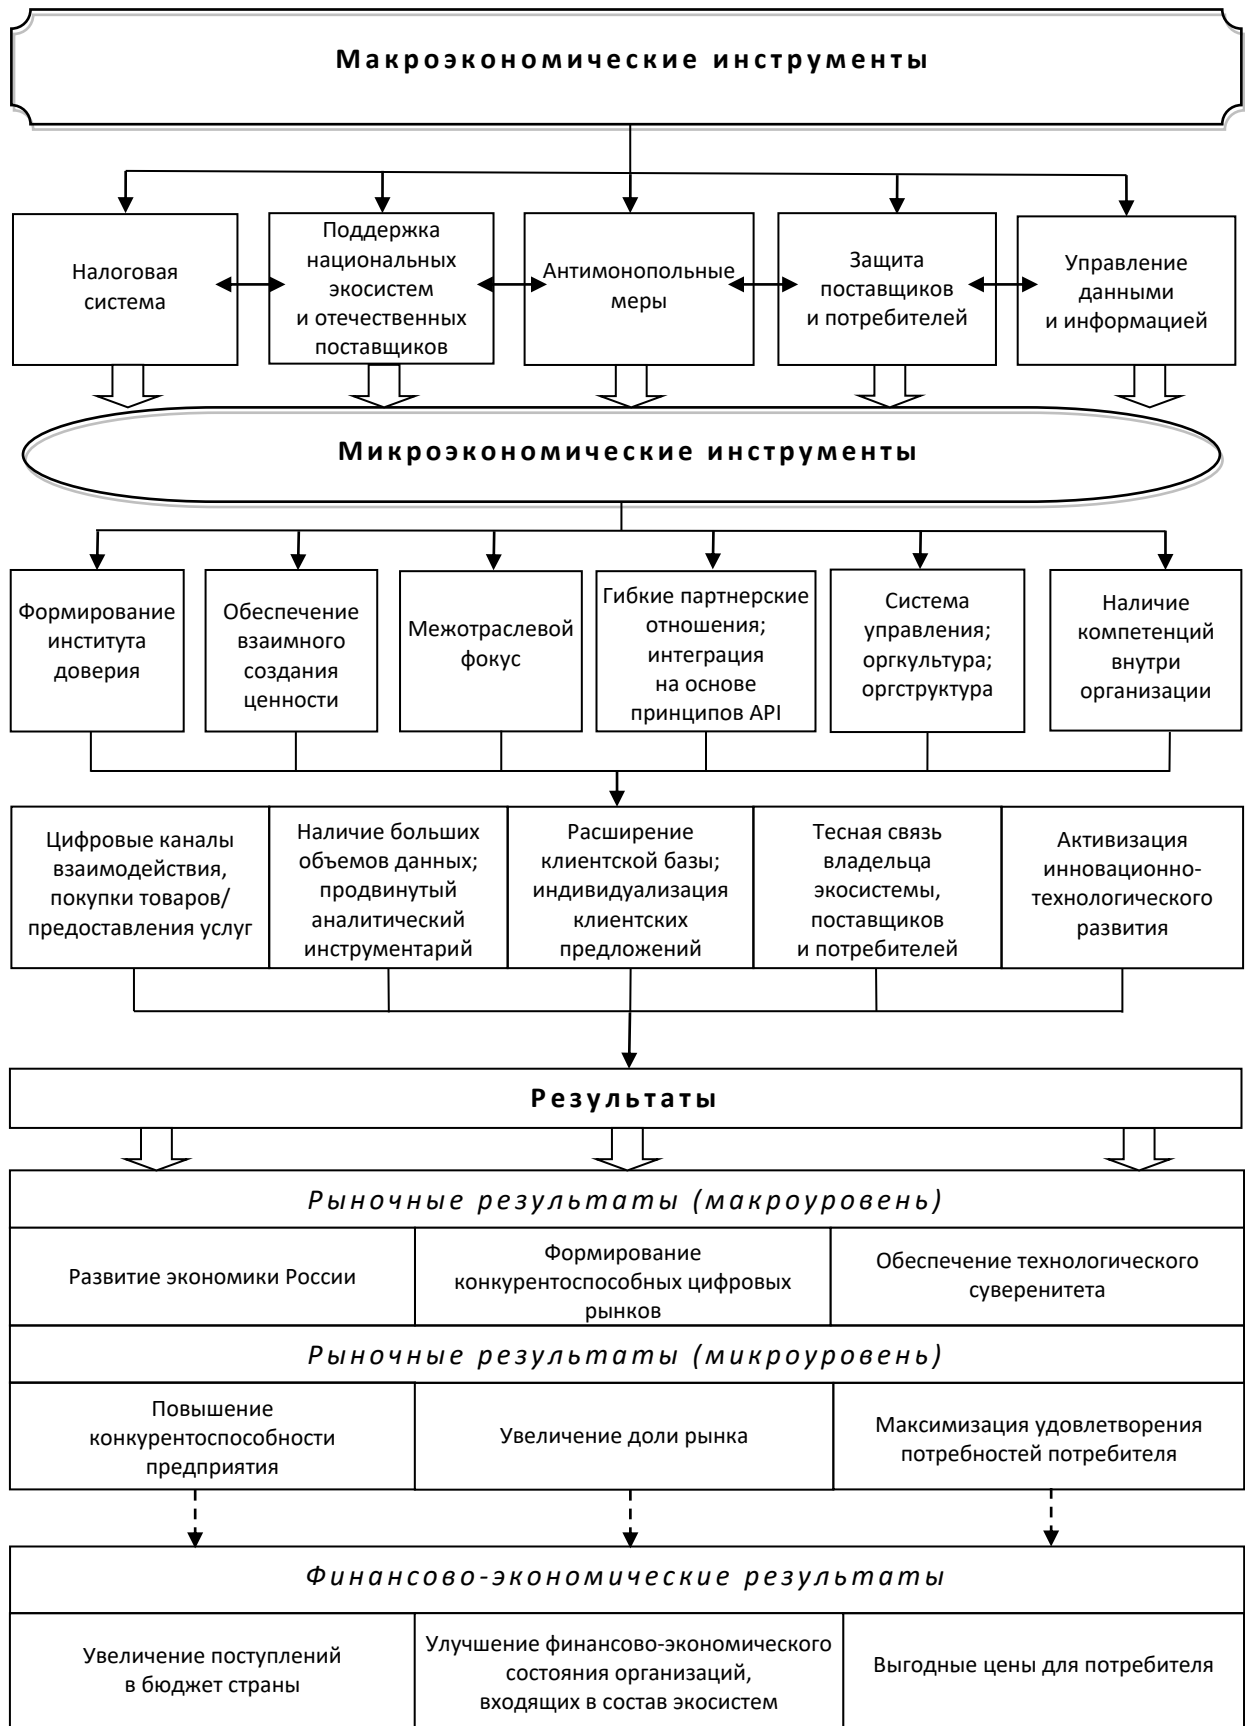 Макроэкономические инструменты
Налоговая
система
Поддержка
национальных
экосистем
и отечественных
поставщиков
Антимонопольные
меры
Защита
поставщиков
и потребителей
Управление
данными
и информацией
Микроэкономические инструменты
Формирование
института
доверия
Обеспечение
взаимного
создания
ценности
Межотраслевой
фокус
Гибкие партнерские
отношения;
интеграция
на основе
принципов API
Система
управления;
оргкультура;
оргструктура
Наличие
компетенций
внутри
организации
Цифровые каналы
взаимодействия,
покупки товаров/
предоставления услуг
Наличие больших
объемов данных;
продвинутый
аналитический
инструментарий
Расширение
клиентской базы;
индивидуализация
клиентских
предложений
Тесная связь
владельца
экосистемы,
поставщиков
и потребителей
Активизация
инновационно-
технологического
развития
Результаты
Рыночные результаты (макроуровень)
Развитие экономики России
Формирование
конкурентоспособных цифровых
рынков
Обеспечение технологического
суверенитета
Рыночные результаты (микроуровень)
Повышение
конкурентоспособности
предприятия
Увеличение доли рынка
Максимизация удовлетворения
потребностей потребителя
Финансово-экономические результаты
Увеличение поступлений
в бюджет страны
Улучшение финансово-экономического
состояния организаций,
входящих в состав экосистем
Выгодные цены для потребителя